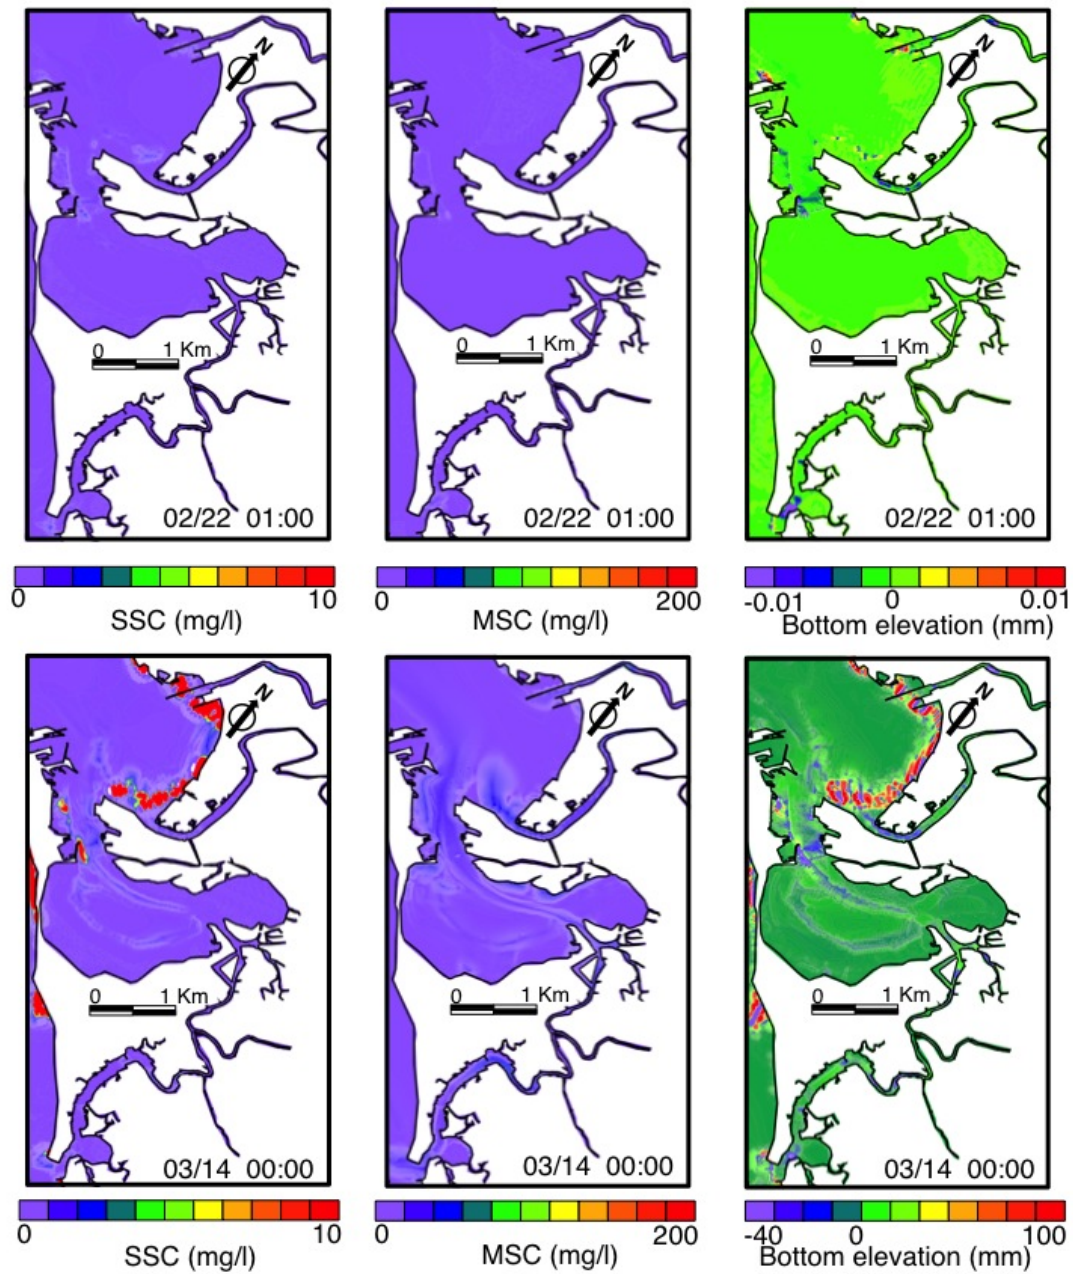 N N N
0 1 Km 0 1 Km 0 1 Km
02/22 01:00 02/22 01:00 02/22 01:00
0 10 0 200 -0.01 0 0.01
SSC (mg/l) MSC (mg/l) Bottom elevation (mm)
N N N
0 1 Km 0 1 Km 0 1 Km
03/14 00:00 03/14 00:00 03/14 00:00
0 10 0 200 -40 0 100
SSC (mg/l) MSC (mg/l) Bottom elevation (mm)